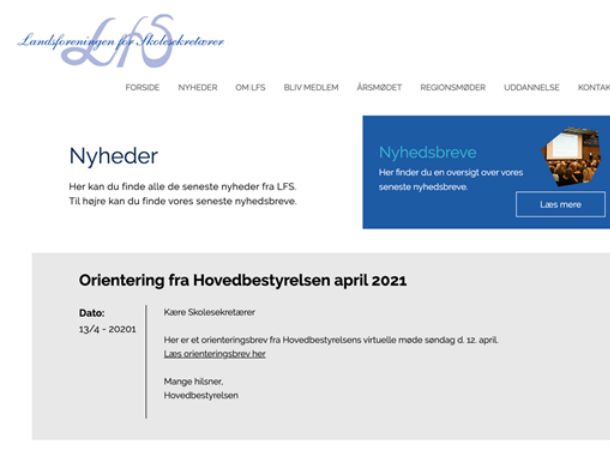 Landsforeningen for Skolesekretærer
LfS
FORSIDE NYHEDER OM LFS BLIV MEDLEM ÅRSMØDET REGIONSMØDER UDDANNELSE KONTAK
Nyheder
Her kan du finde alle de seneste nyheder fra LFS.
Til højre kan du finde vores seneste nyhedsbreve.
Nyhedsbreve
Her finder du en oversigt over vores
seneste nyhedsbreve.
Læs mere
Orientering fra Hovedbestyrelsen april 2021
Dato:
13/4 - 20201
Kære Skolesekretærer
Her er et orienteringsbrev fra Hovedbestyrelsens virtuelle møde søndag d. 12. april.
Læs orienteringsbrev her
Mange hilsner,
Hovedbestyrelsen